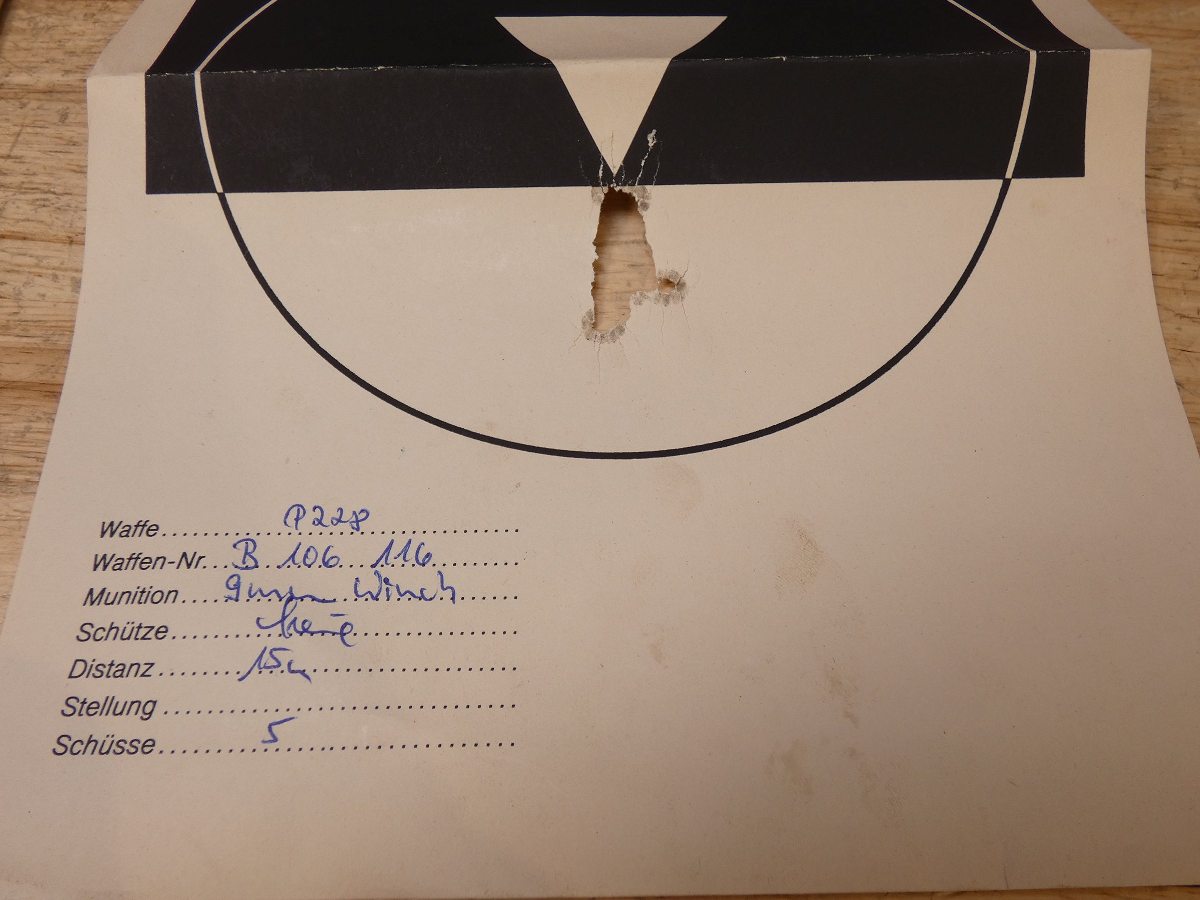 Waffe P228
Waffen-Nr. B 106 116
Munition 9mm Winch
Schütze
Distanz 15m
Stellung
Schüsse 5